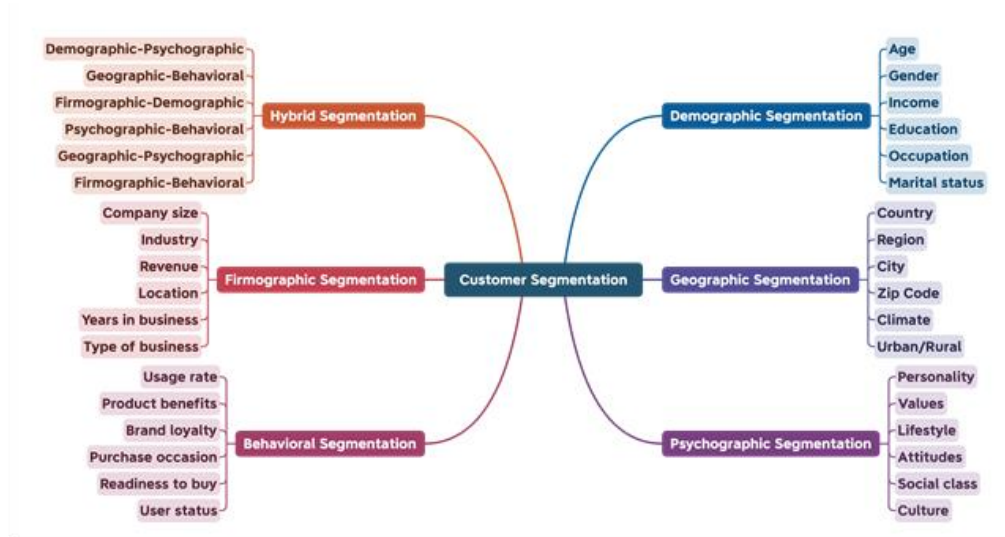 Customer Segmentation
Demographic Segmentation
Age
Gender
Income
Education
Occupation
Marital status
Geographic Segmentation
Country
Region
City
Zip Code
Climate
Urban/Rural
Psychographic Segmentation
Personality
Values
Lifestyle
Attitudes
Social class
Culture
Hybrid Segmentation
Demographic-Psychographic
Geographic-Behavioral
Firmographic-Demographic
Psychographic-Behavioral
Geographic-Psychographic
Firmographic-Behavioral
Firmographic Segmentation
Company size
Industry
Revenue
Location
Years in business
Type of business
Behavioral Segmentation
Usage rate
Product benefits
Brand loyalty
Purchase occasion
Readiness to buy
User status